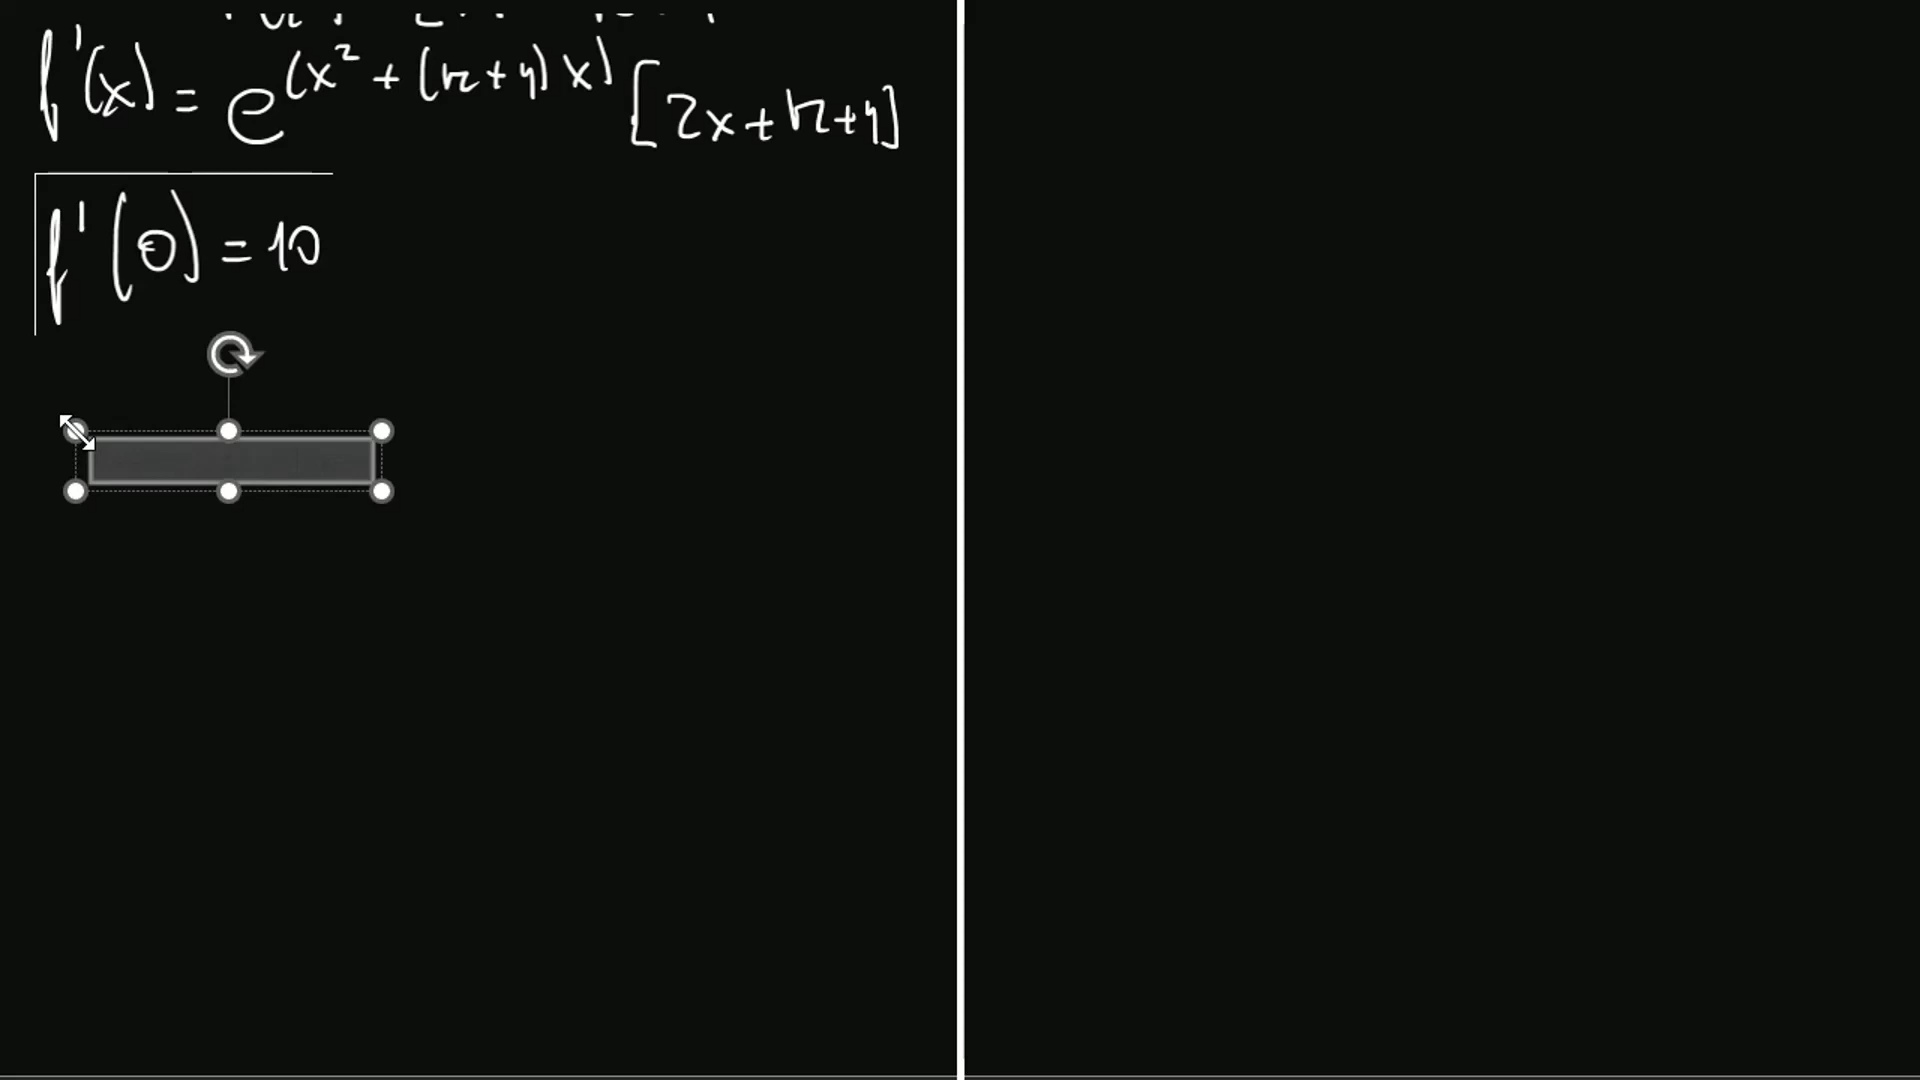 f'(x) = e^(x² + (k+4)x) [2x+k+4]
f'(0) = 10